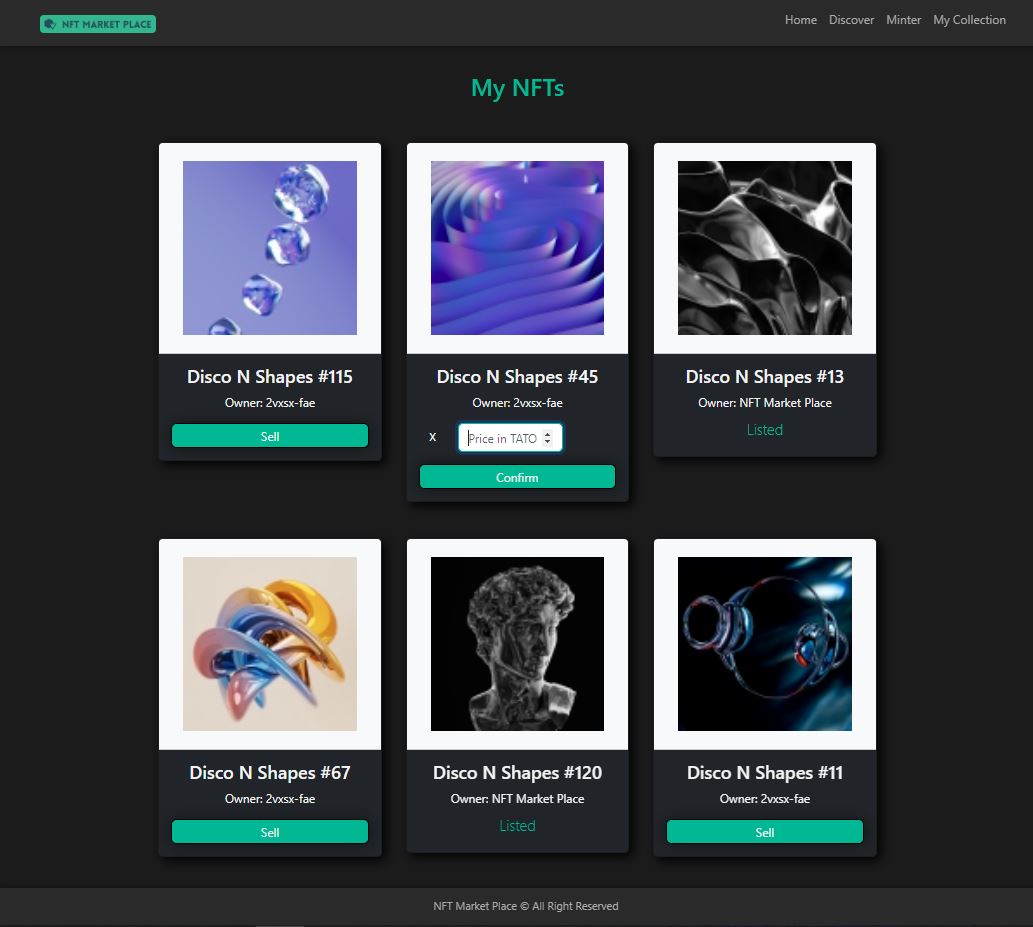 NFT MARKET PLACE
Home Discover Minter My Collection
My NFTs
Disco N Shapes #115
Owner: 2vxsx-fae
Sell
Disco N Shapes #45
Owner: 2vxsx-fae
X Price in TATO
Confirm
Disco N Shapes #13
Owner: NFT Market Place
Listed
Disco N Shapes #67
Owner: 2vxsx-fae
Sell
Disco N Shapes #120
Owner: NFT Market Place
Listed
Disco N Shapes #11
Owner: 2vxsx-fae
Sell
NFT Market Place © All Right Reserved